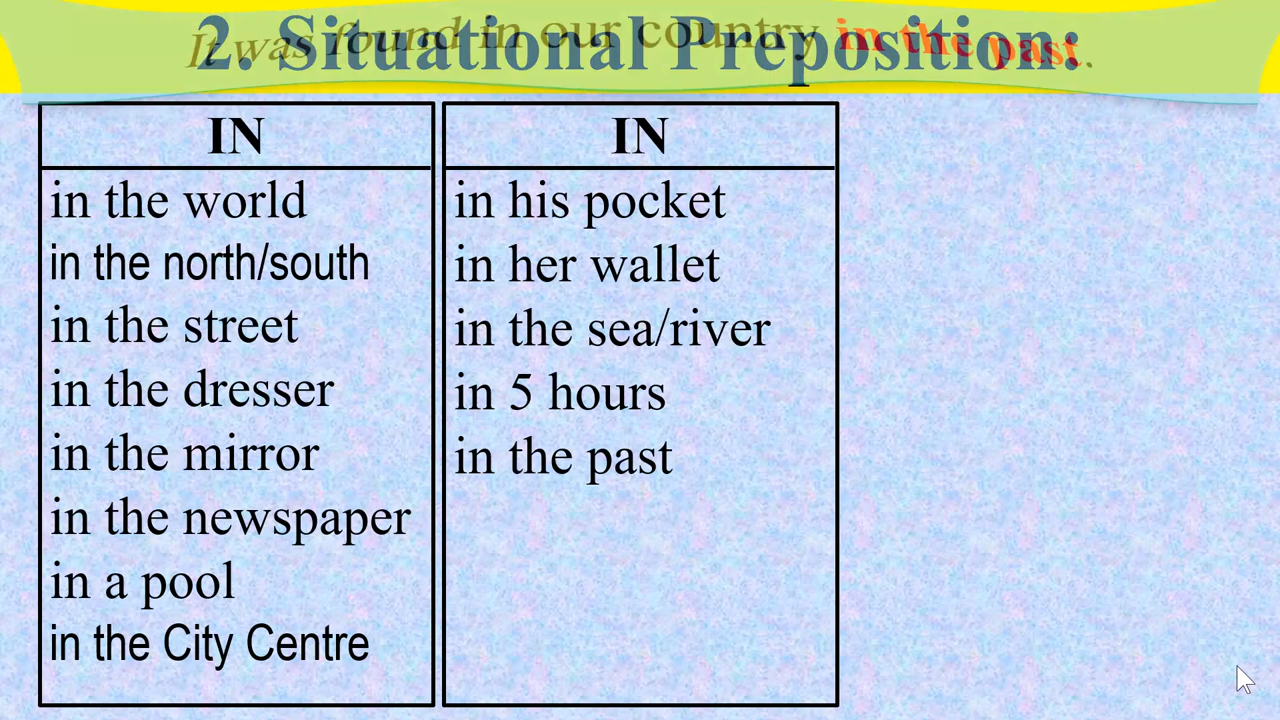 2. Situational Preposition:
It was found in our country in the past.
IN
in the world
in the north/south
in the street
in the dresser
in the mirror
in the newspaper
in a pool
in the City Centre
IN
in his pocket
in her wallet
in the sea/river
in 5 hours
in the past